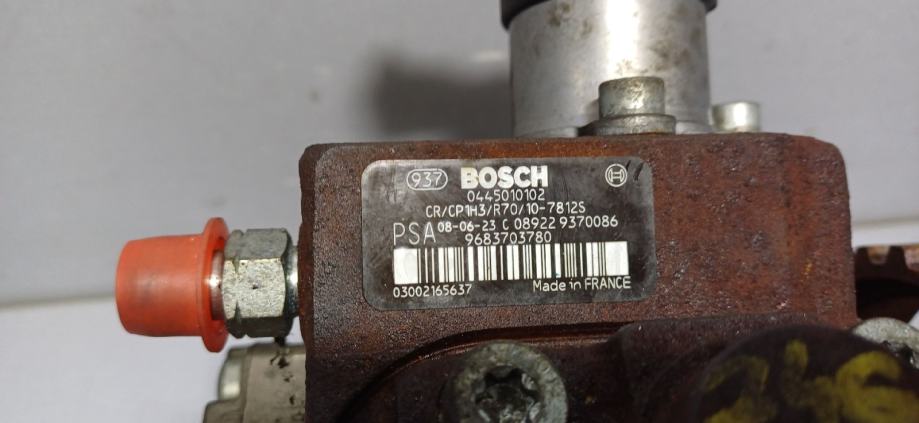 937 BOSCH
0445010102
CR/CP1H3/R70/10-7812S
PSA 08-06-23 C 08922 9370086
9683703780
03002165637 Made in FRANCE